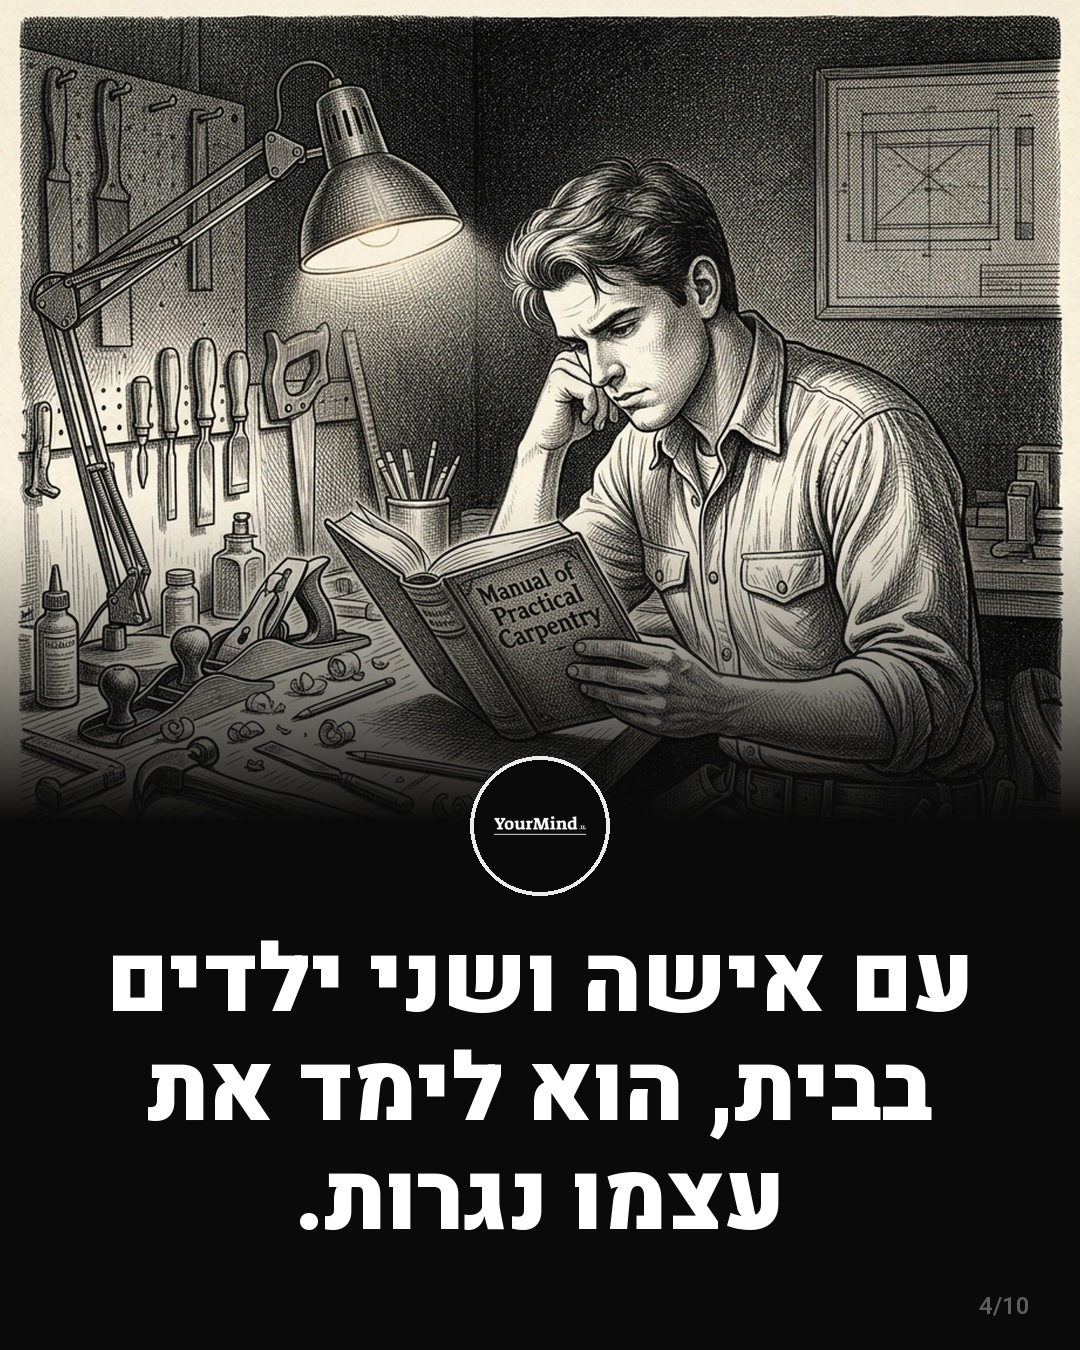 Manual of
Practical
Carpentry
YourMind
עם אישה ושני ילדים
בבית, הוא לימד את
עצמו נגרות.
4/10